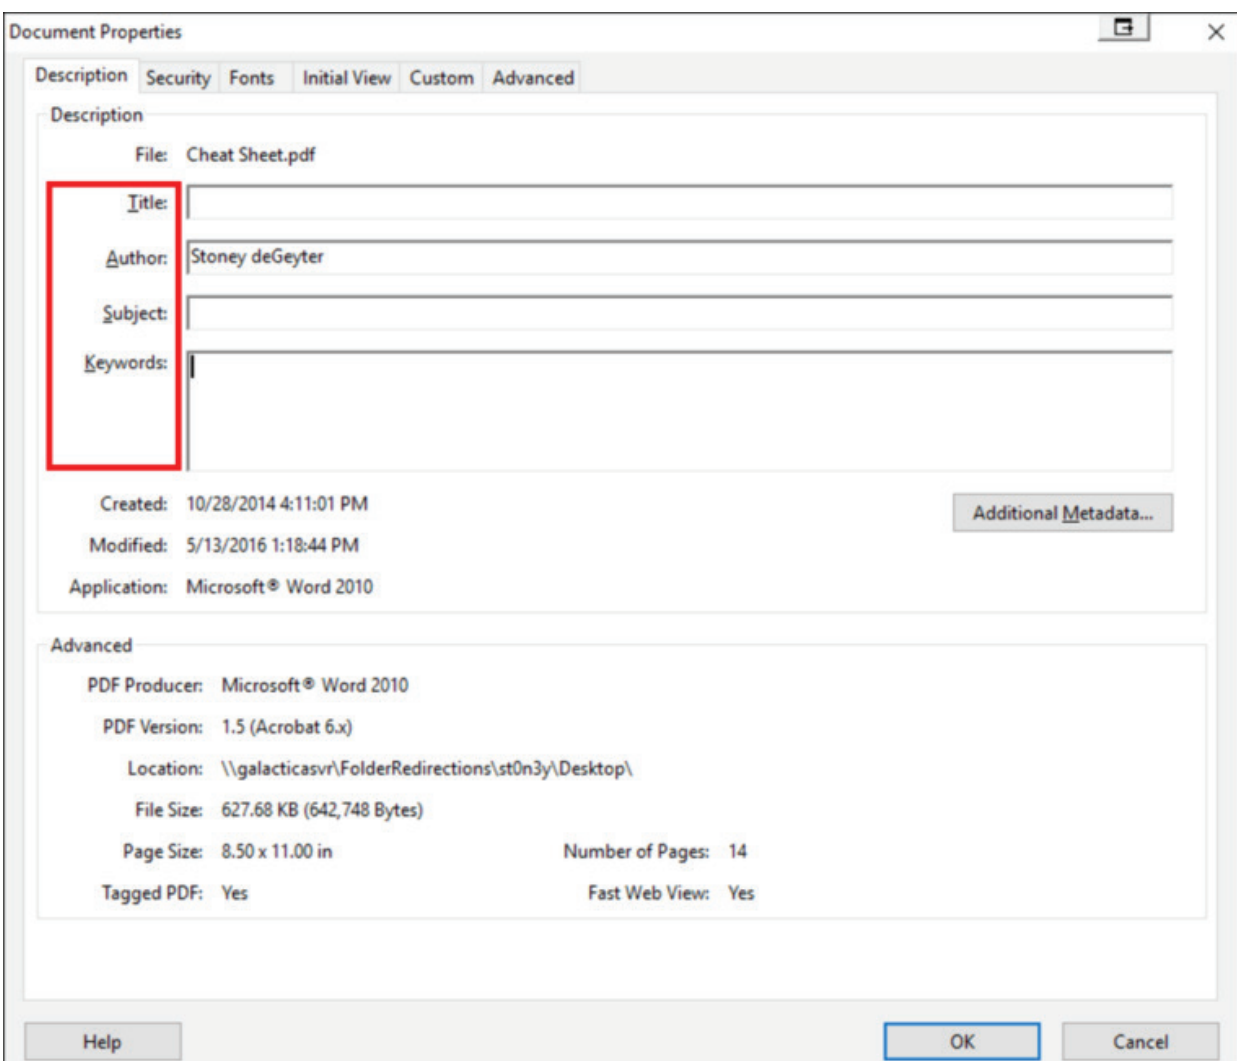 Document Properties
Description Security Fonts Initial View Custom Advanced
Description
File: Cheat Sheet.pdf
Title:
Author: Stoney deGeyter
Subject:
Keywords:
Created: 10/28/2014 4:11:01 PM
Additional Metadata...
Modified: 5/13/2016 1:18:44 PM
Application: Microsoft® Word 2010
Advanced
PDF Producer: Microsoft® Word 2010
PDF Version: 1.5 (Acrobat 6.x)
Location: \\galacticasvr\FolderRedirections\st0n3y\Desktop\
File Size: 627.68 KB (642,748 Bytes)
Page Size: 8.50 x 11.00 in Number of Pages: 14
Tagged PDF: Yes Fast Web View: Yes
Help OK Cancel